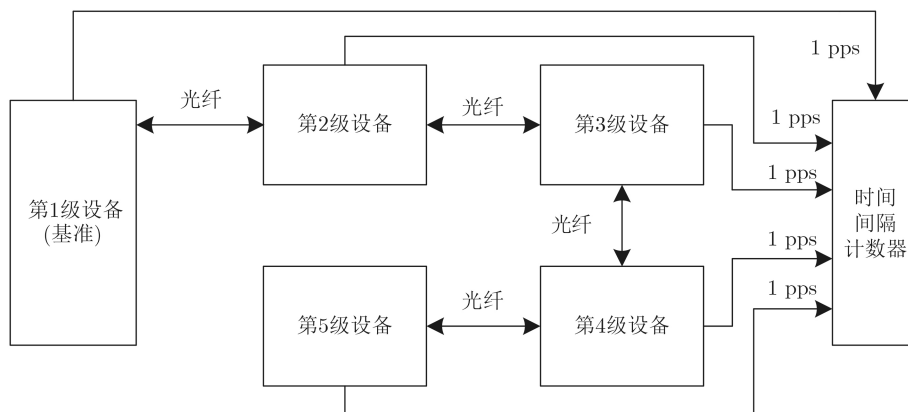 1 pps
光纤
第2级设备
光纤
第3级设备
1 pps
1 pps
第1级设备
(基准)
光纤
时间
间隔
计数器
1 pps
1 pps
第5级设备
光纤
第4级设备